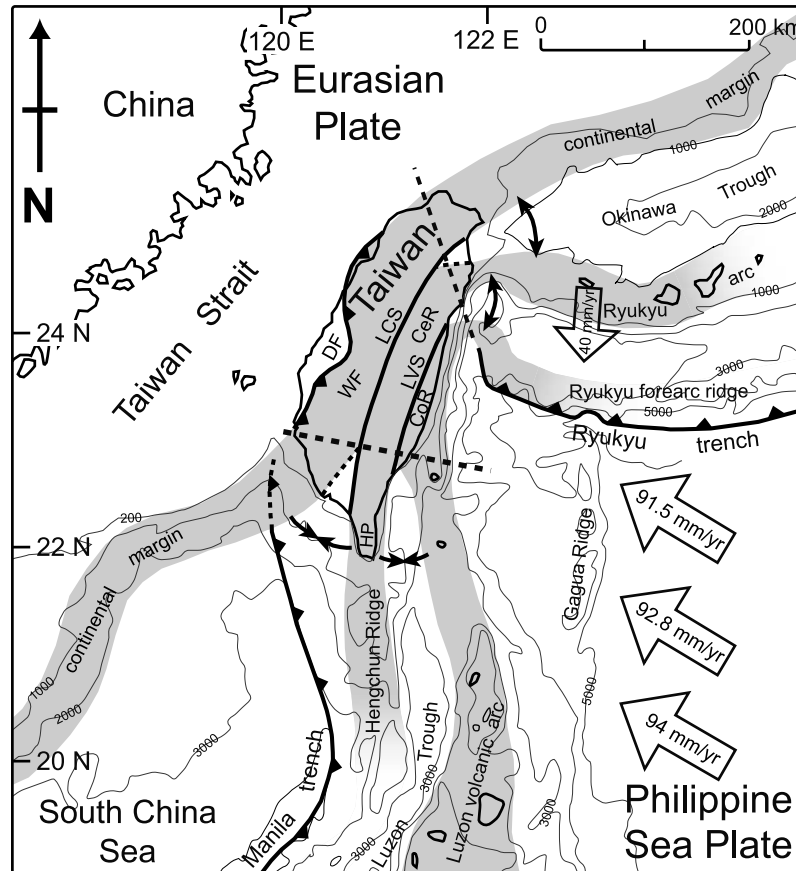 120 E
122 E
0
200 km
China
Eurasian
Plate
continental
margin
1000
N
Okinawa
Trough
2000
Taiwan Strait
Taiwan
arc
Ryukyu
1000
40 mm/yr
24 N
DF
LCS
CeR
WF
LVS
CoR
3000
Ryukyu forearc ridge
5000
Ryukyu
trench
200
22 N
margin
continental
HP
Gagua Ridge
91.5 mm/yr
92.8 mm/yr
94 mm/yr
Hengchun Ridge
1000
2000
3000
5000
20 N
trench
Manila
Trough
Luzon
3000
3000
3000
Luzon volcanic arc
South China
Sea
Philippine
Sea Plate